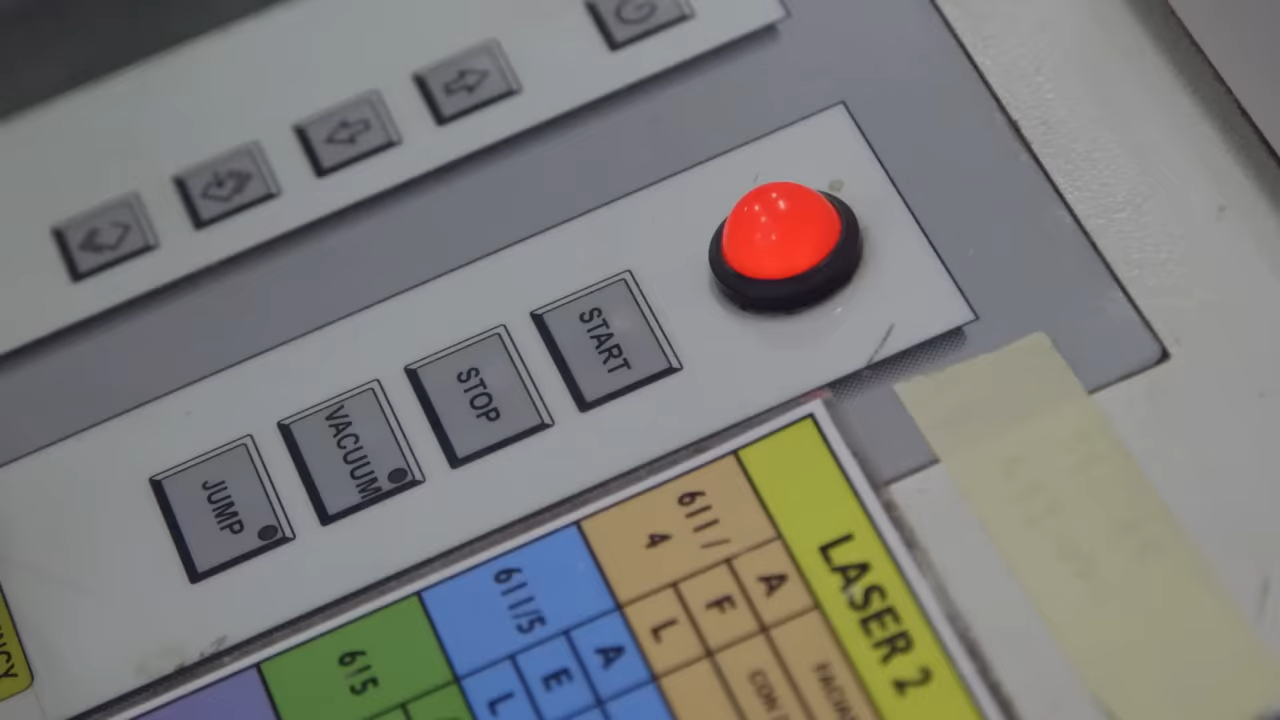 START
STOP
VACUUM
JUMP
LASER 2
611/
4
A
F
L
611/5
A
E
L
615